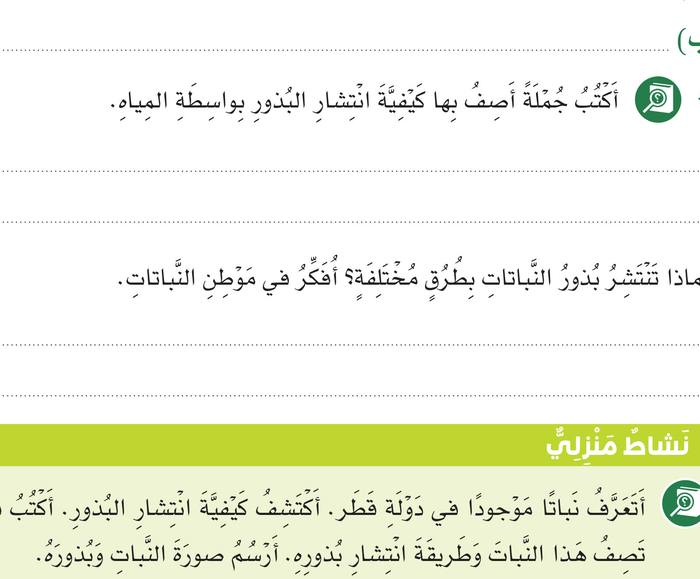 ب)
أَكْتُبُ جُمْلَةً أَصِفُ بِها كَيْفِيَّةَ انْتِشارِ البُذورِ بِواسِطَةِ المِياهِ.
ماذا تَنْتَشِرُ بُذورُ النَّباتاتِ بِطُرُقٍ مُخْتَلِفَةٍ؟ أُفَكِّرُ في مَوْطِنِ النَّباتاتِ.
نَشاطٌ مَنْزِلِيٌّ
أَتَعَرَّفُ نَباتًا مَوْجودًا في دَوْلَةِ قَطَر. أَكْتَشِفُ كَيْفِيَّةَ انْتِشارِ البُذورِ. أَكْتُبُ
تَصِفُ هَذا النَّباتَ وَطَريقَةَ انْتِشارِ بُذورِهِ. أَرْسُمُ صورَةَ النَّباتِ وَبُذورَهُ.